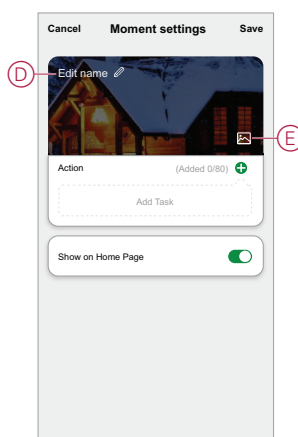 Cancel Moment settings Save
D Edit name
E
Action (Added 0/80)
Add Task
Show on Home Page